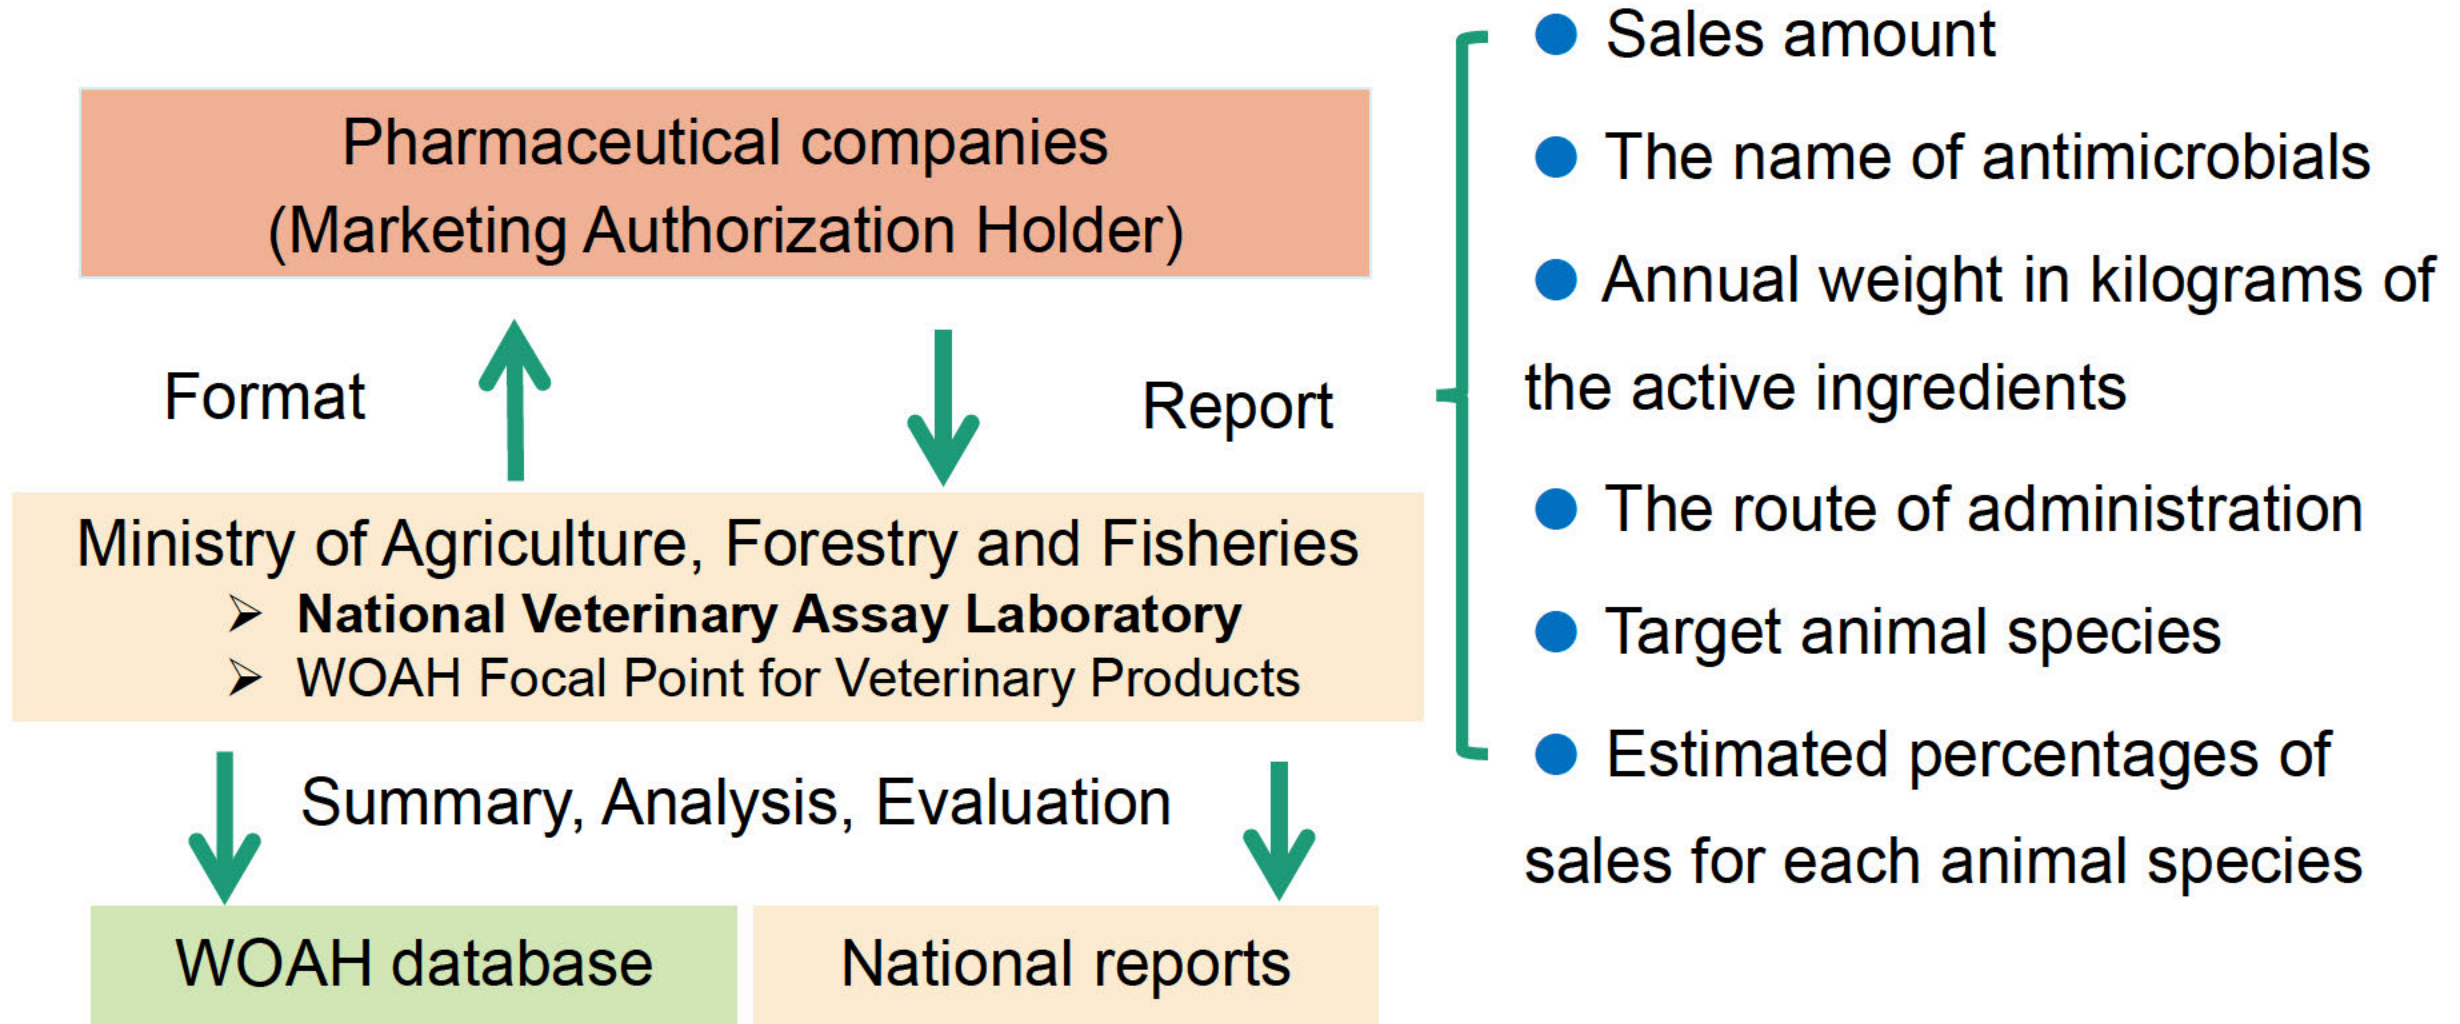 Pharmaceutical companies
(Marketing Authorization Holder)
Format
Report
Ministry of Agriculture, Forestry and Fisheries
➢ National Veterinary Assay Laboratory
➢ WOAH Focal Point for Veterinary Products
Summary, Analysis, Evaluation
WOAH database
National reports
● Sales amount
● The name of antimicrobials
● Annual weight in kilograms of
the active ingredients
● The route of administration
● Target animal species
● Estimated percentages of
sales for each animal species